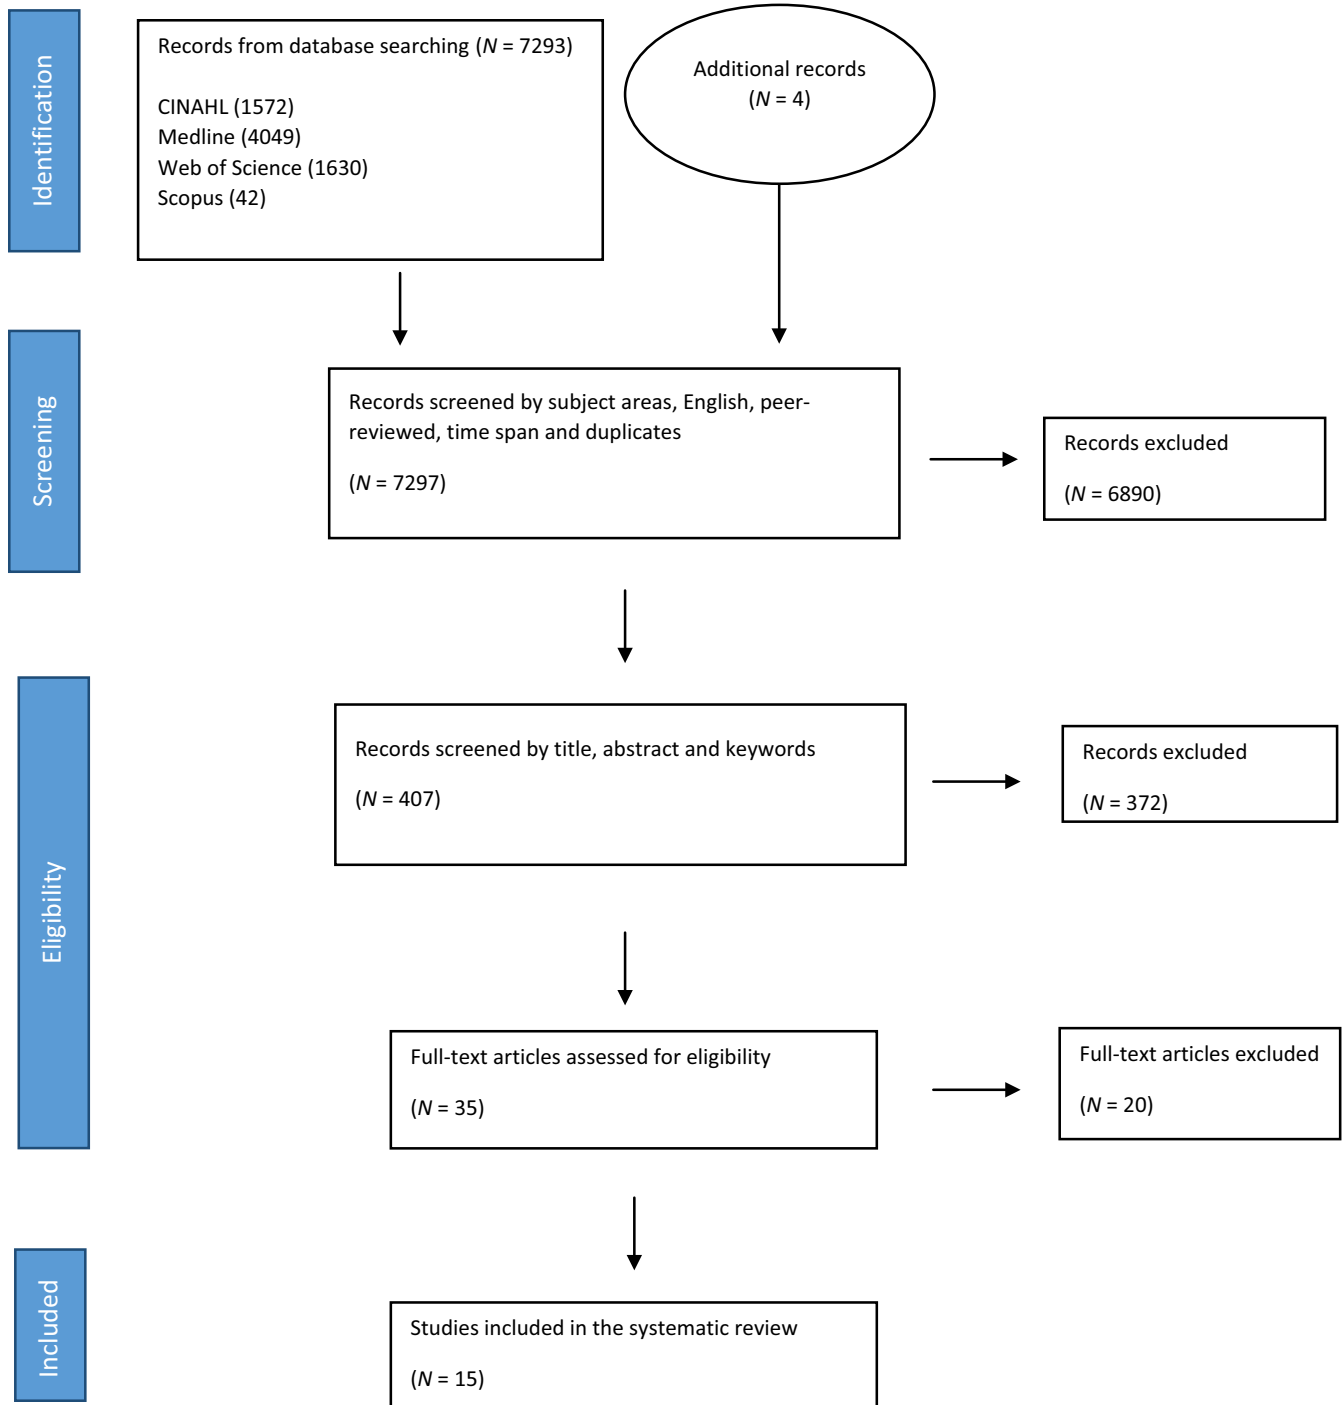 Identification
Records from database searching (N = 7293)
CINAHL (1572)
Medline (4049)
Web of Science (1630)
Scopus (42)
Additional records
(N = 4)
Screening
Records screened by subject areas, English, peer-
reviewed, time span and duplicates
(N = 7297)
Records excluded
(N = 6890)
Eligibility
Records screened by title, abstract and keywords
(N = 407)
Records excluded
(N = 372)
Full-text articles assessed for eligibility
(N = 35)
Full-text articles excluded
(N = 20)
Included
Studies included in the systematic review
(N = 15)